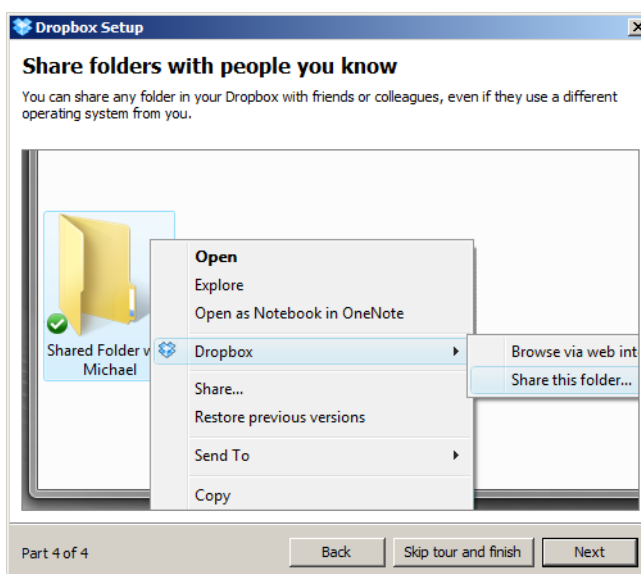 Dropbox Setup
Share folders with people you know
You can share any folder in your Dropbox with friends or colleagues, even if they use a different
operating system from you.
Open
Explore
Open as Notebook in OneNote
Shared Folder w
Michael
Dropbox
Browse via web int
Share this folder...
Share...
Restore previous versions
Send To
Copy
Part 4 of 4
Back
Skip tour and finish
Next